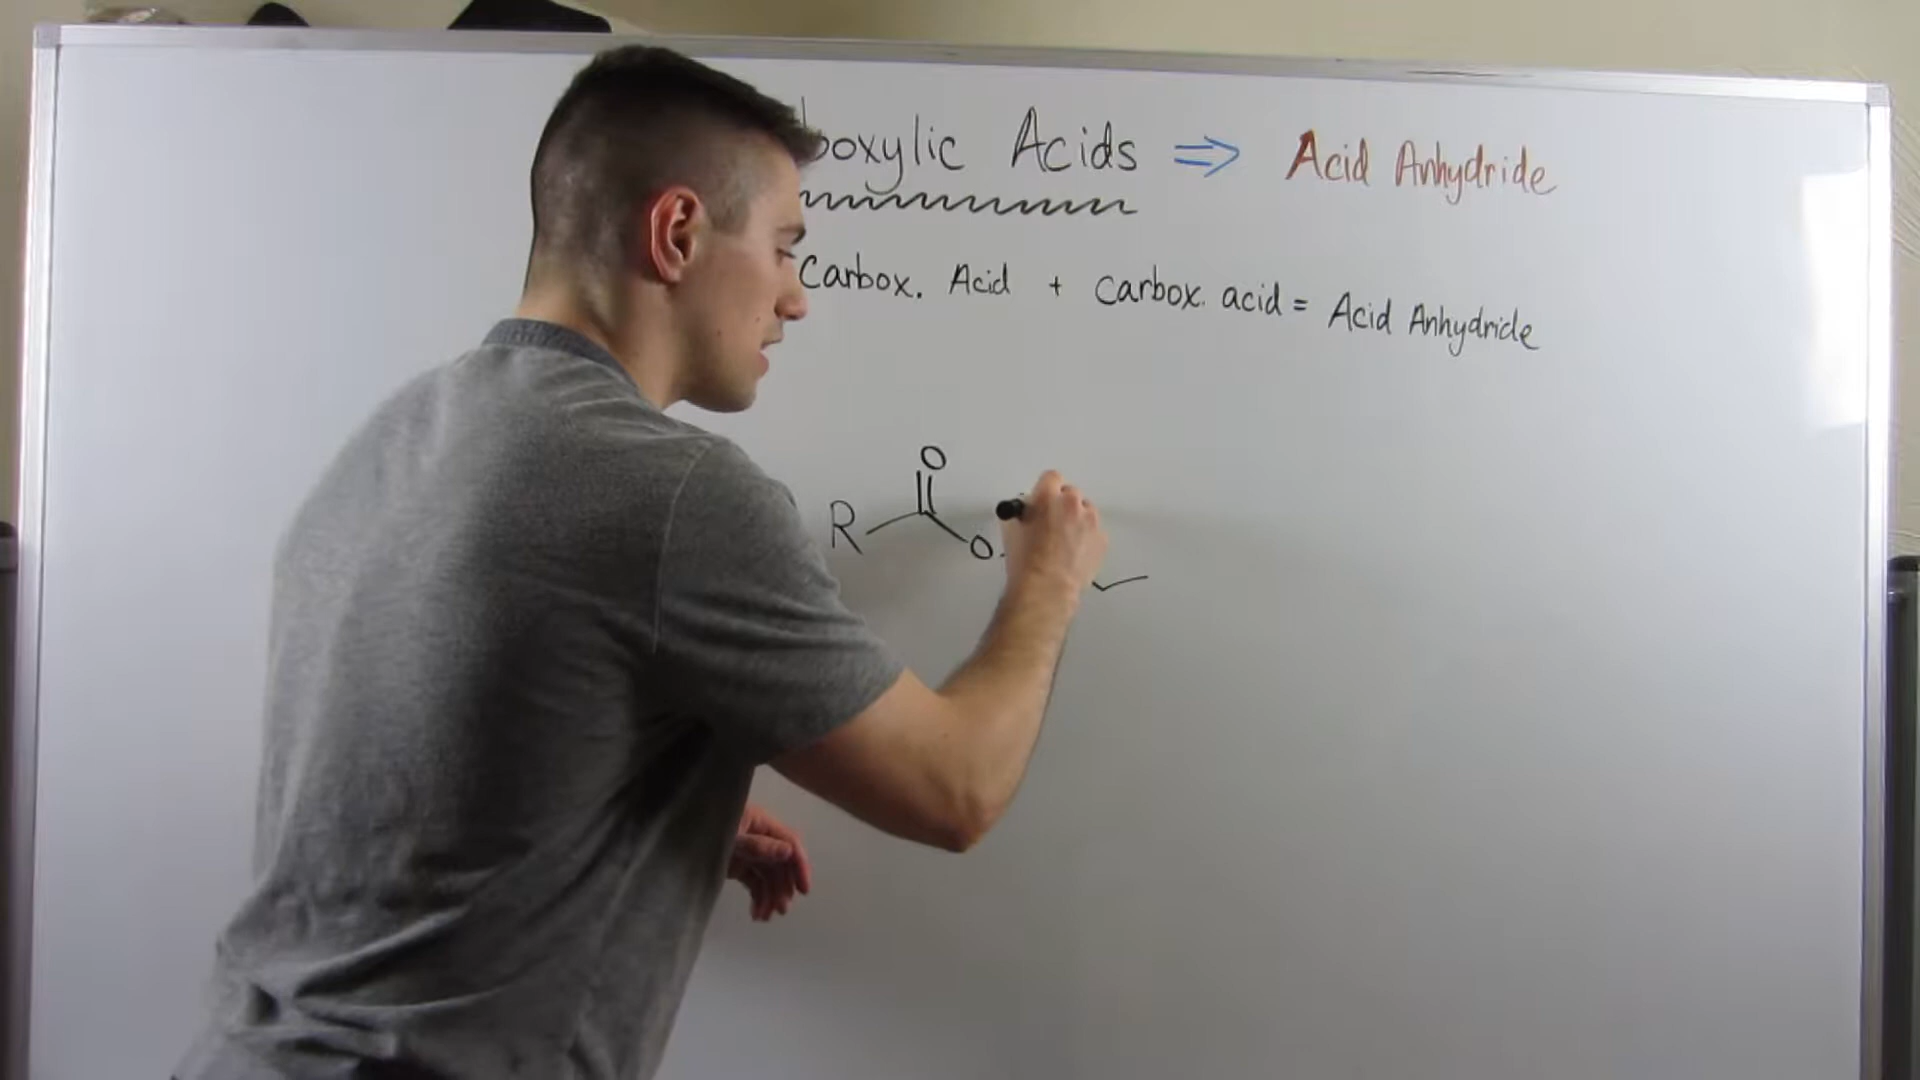 boxylic Acids ⇒ Acid Anhydride
Carbox. Acid + Carbox. acid = Acid Anhydride
O
R O